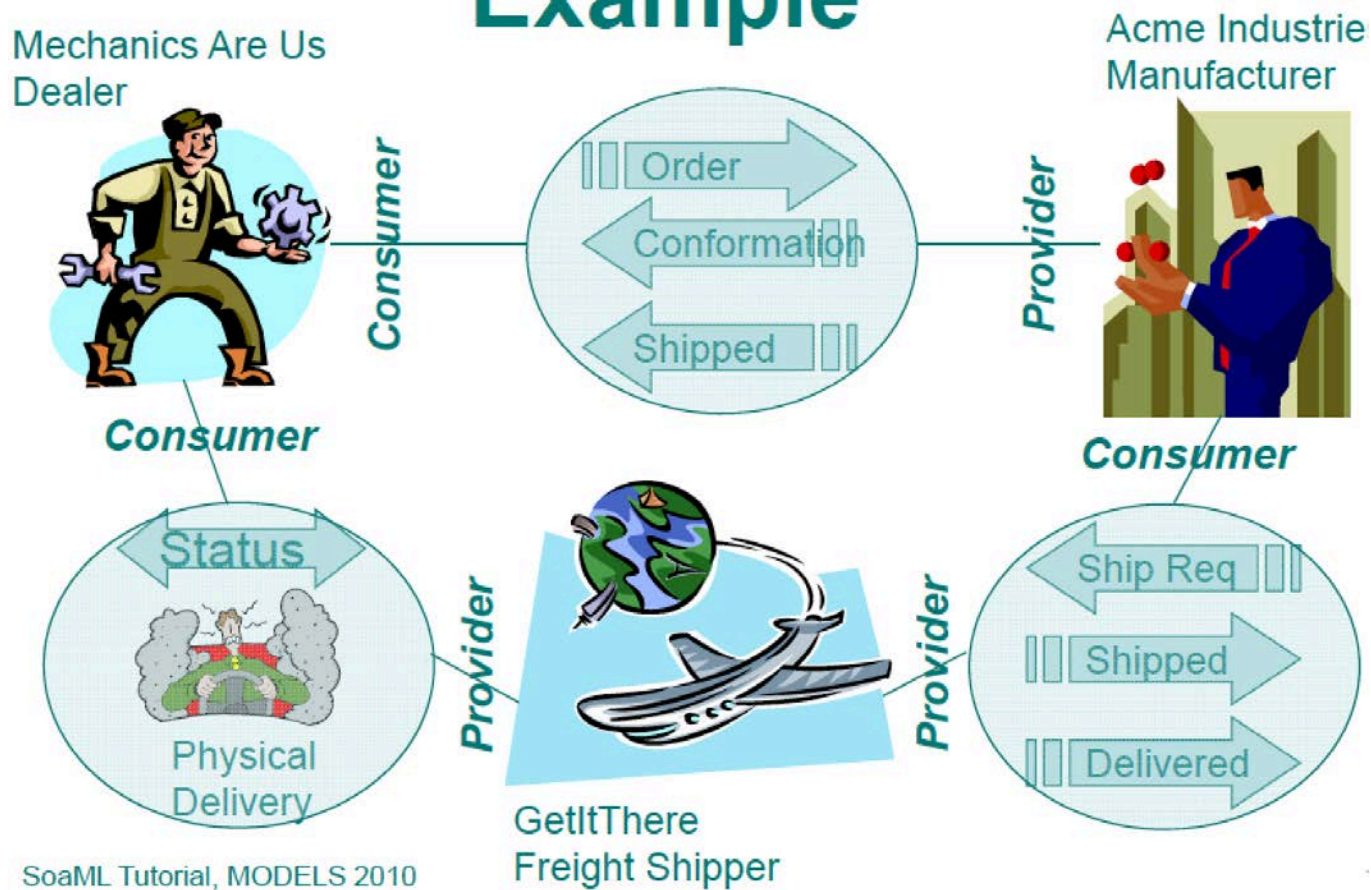 Example
Mechanics Are Us
Dealer
Acme Industrie
Manufacturer
Consumer
Order
Conformation
Shipped
Provider
Consumer
Consumer
Status
Physical
Delivery
Provider
GetItThere
Freight Shipper
Provider
Ship Req
Shipped
Delivered
SoaML Tutorial, MODELS 2010